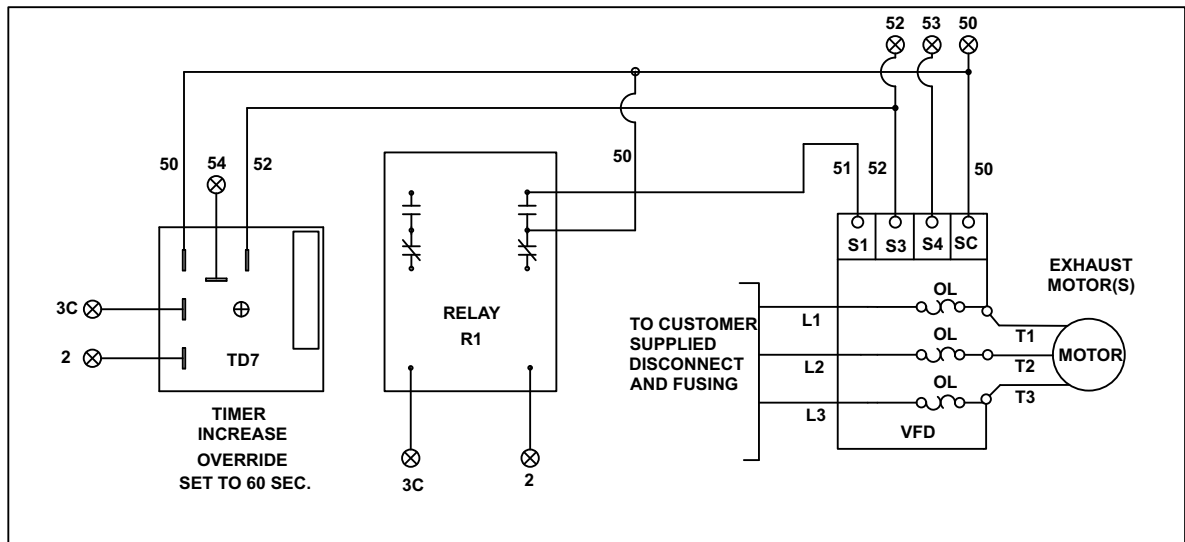 52 53 50
50 54 52
50
51 52 50
S1 S3 S4 SC
EXHAUST
MOTOR(S)
3C
2
TD7
TIMER
INCREASE
OVERRIDE
SET TO 60 SEC.
RELAY
R1
3C
2
TO CUSTOMER
SUPPLIED
DISCONNECT
AND FUSING
L1
L2
L3
OL
OL
OL
VFD
T1
T2
T3
MOTOR